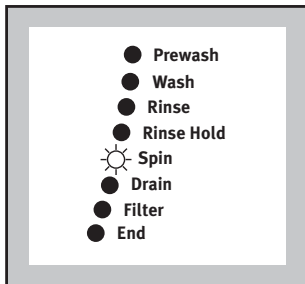 Prewash
Wash
Rinse
Rinse Hold
Spin
Drain
Filter
End